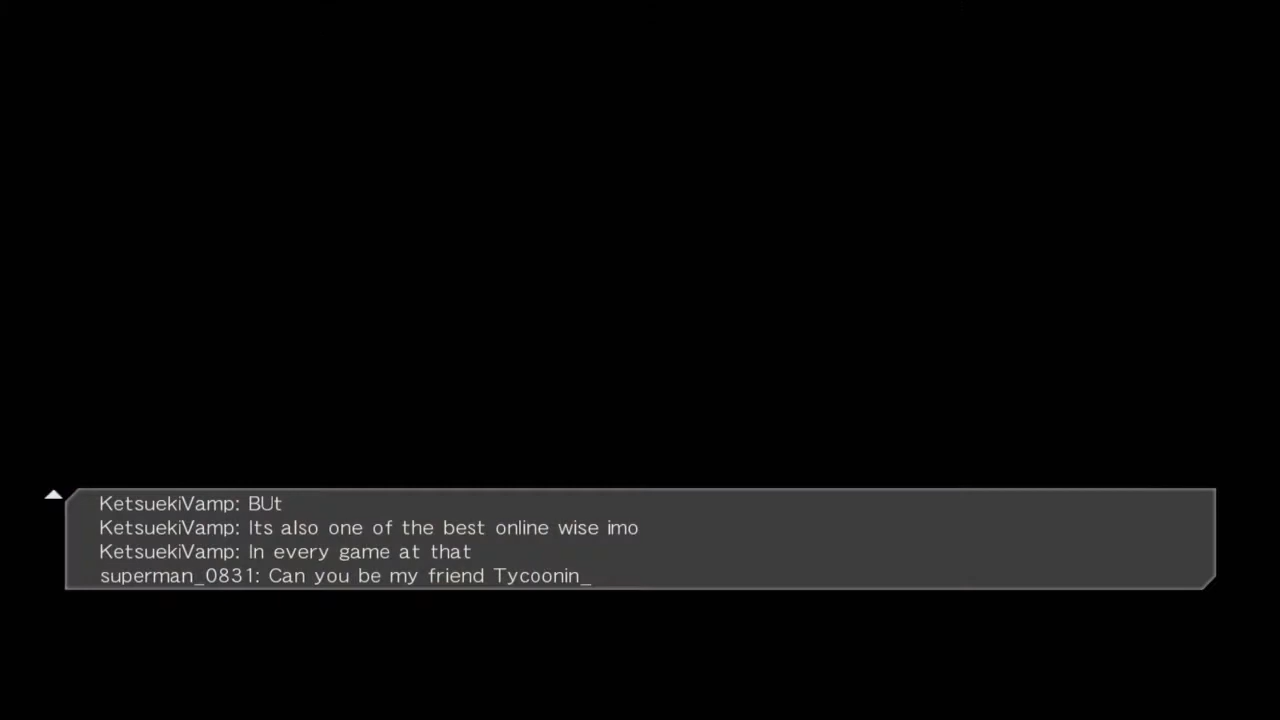 KetsuekiVamp: BUt
KetsuekiVamp: Its also one of the best online wise imo
KetsuekiVamp: In every game at that
superman_0831: Can you be my friend Tycoonin_